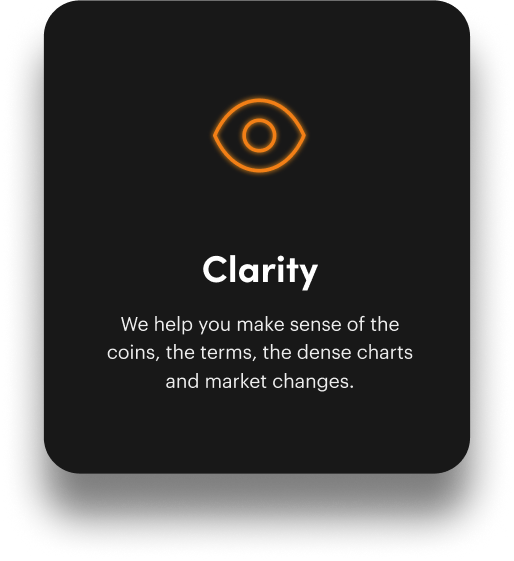 Clarity
We help you make sense of the
coins, the terms, the dense charts
and market changes.